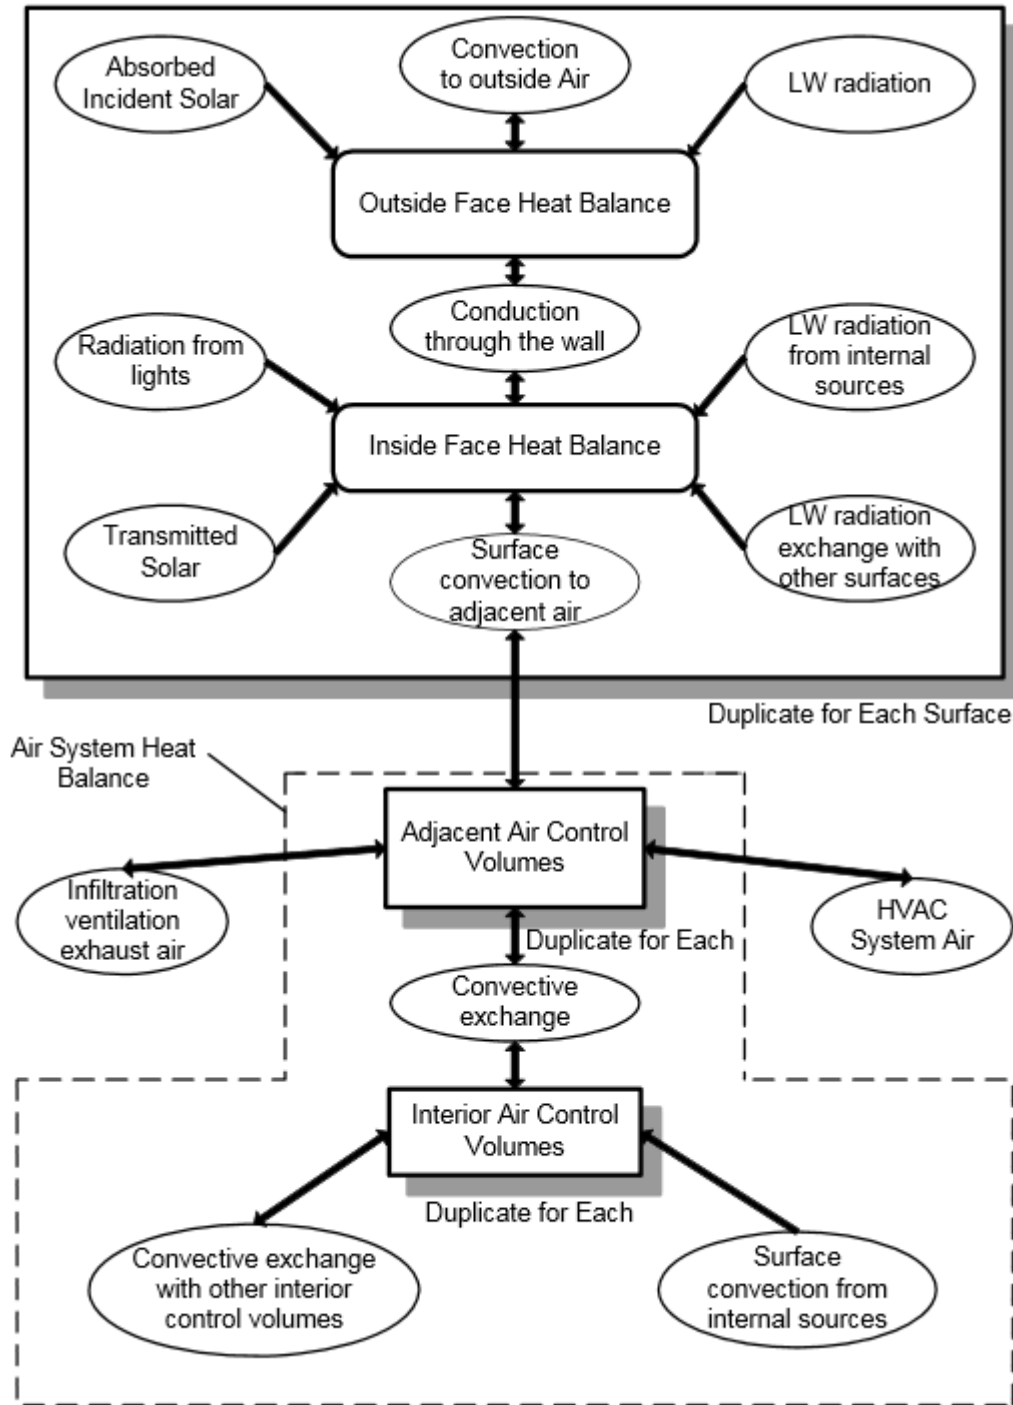 Absorbed
Incident Solar
Convection
to outside Air
LW radiation
Outside Face Heat Balance
Radiation from
lights
Conduction
through the wall
LW radiation
from internal
sources
Inside Face Heat Balance
Transmitted
Solar
Surface
convection to
adjacent air
LW radiation
exchange with
other surfaces
Duplicate for Each Surface
Air System Heat
Balance
Adjacent Air Control
Volumes
Infiltration
ventilation
exhaust air
HVAC
System Air
Duplicate for Each
Convective
exchange
Interior Air Control
Volumes
Duplicate for Each
Convective exchange
with other interior
control volumes
Surface
convection from
internal sources